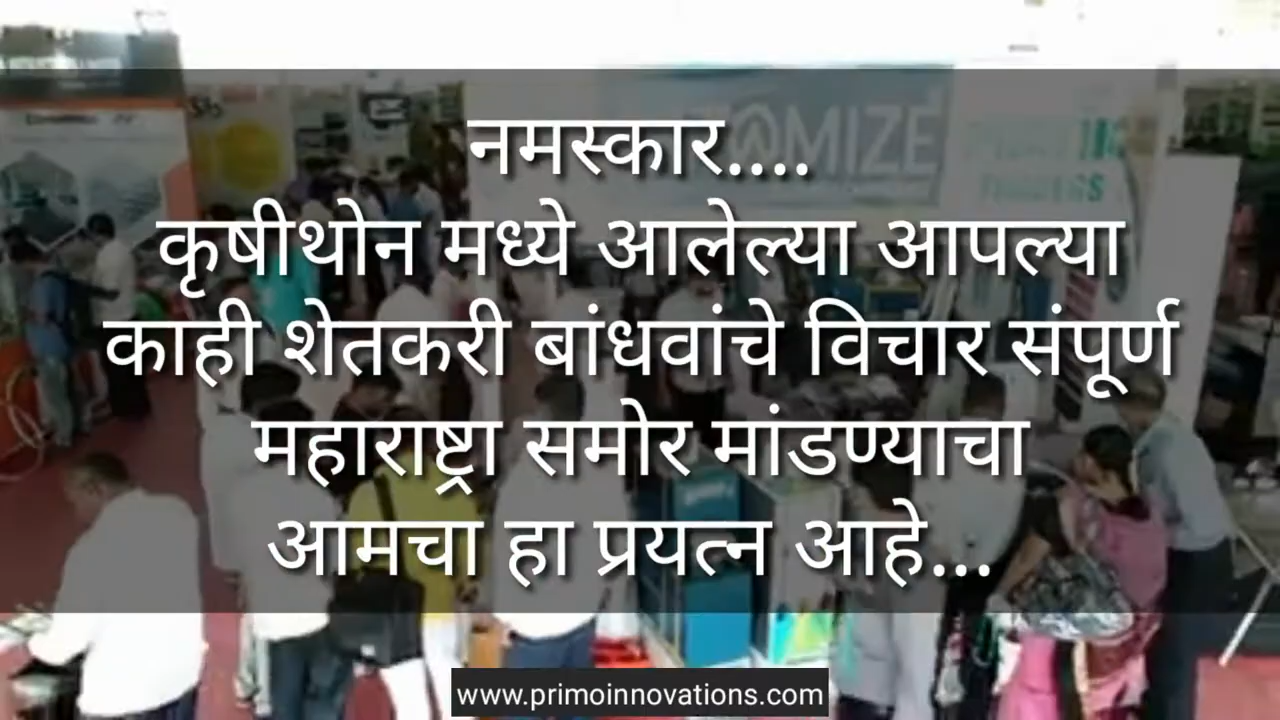 नमस्कार....
कृषीथोन मध्ये आलेल्या आपल्या
काही शेतकरी बांधवांचे विचार संपूर्ण
महाराष्ट्रा समोर मांडण्याचा
आमचा हा प्रयत्न आहे...
www.primoinnovations.com